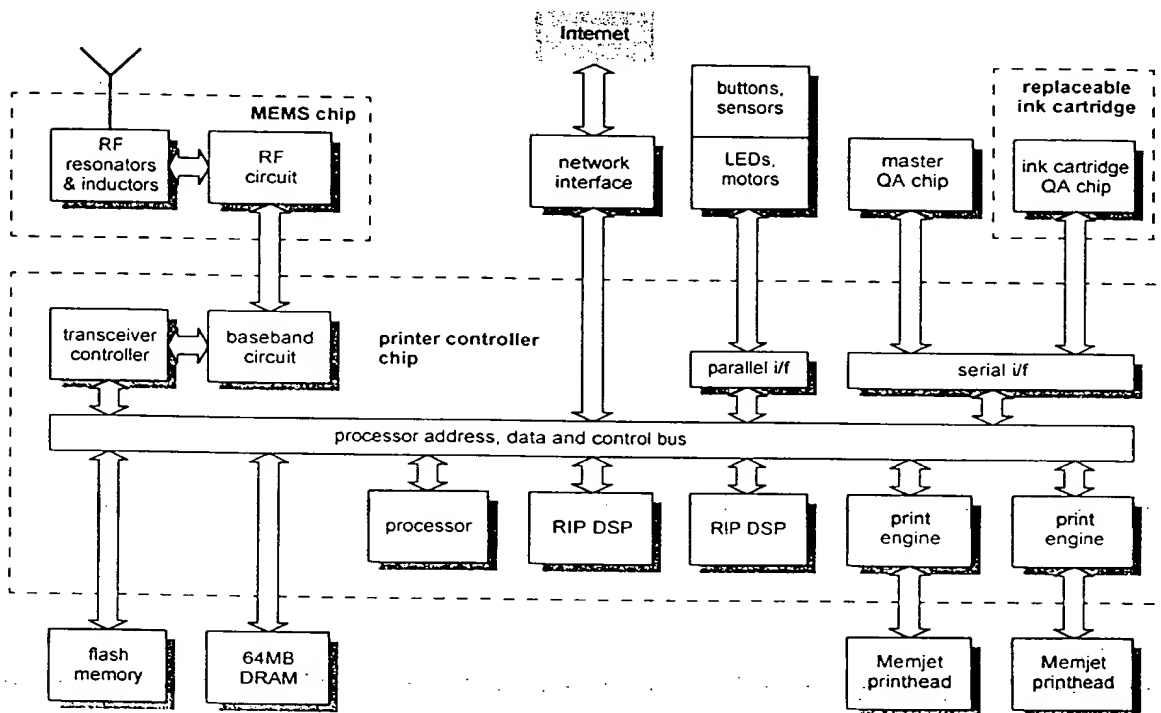 Internet
MEMS chip
RF
resonators
& inductors
RF
circuit
network
interface
buttons,
sensors
LEDs,
motors
master
QA chip
replaceable
ink cartridge
ink cartridge
QA chip
transceiver
controller
baseband
circuit
printer controller
chip
parallel i/f
serial i/f
processor address, data and control bus
processor
RIP DSP
RIP DSP
print
engine
print
engine
flash
memory
64MB
DRAM
Memjet
printhead
Memjet
printhead